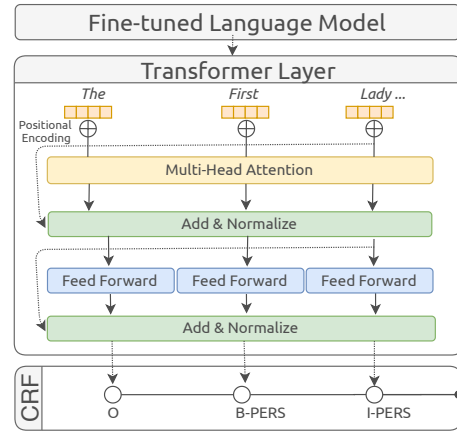 Fine-tuned Language Model
Transformer Layer
The First Lady ...
Positional
Encoding
Multi-Head Attention
Add & Normalize
Feed Forward Feed Forward Feed Forward
Add & Normalize
CRF
O B-PERS I-PERS